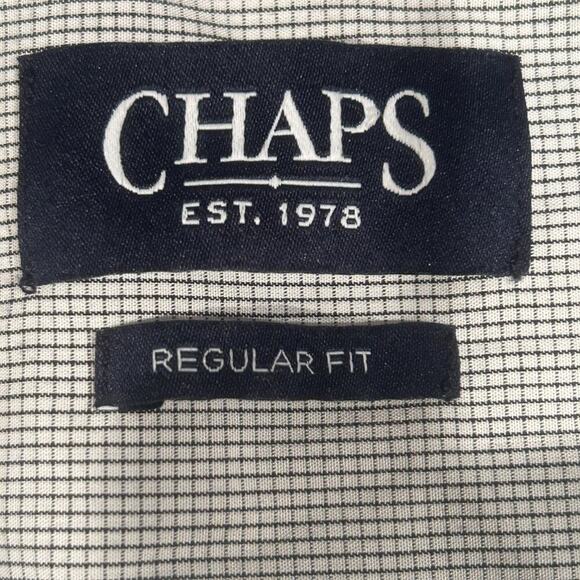 CHAPS
EST. 1978
REGULAR FIT